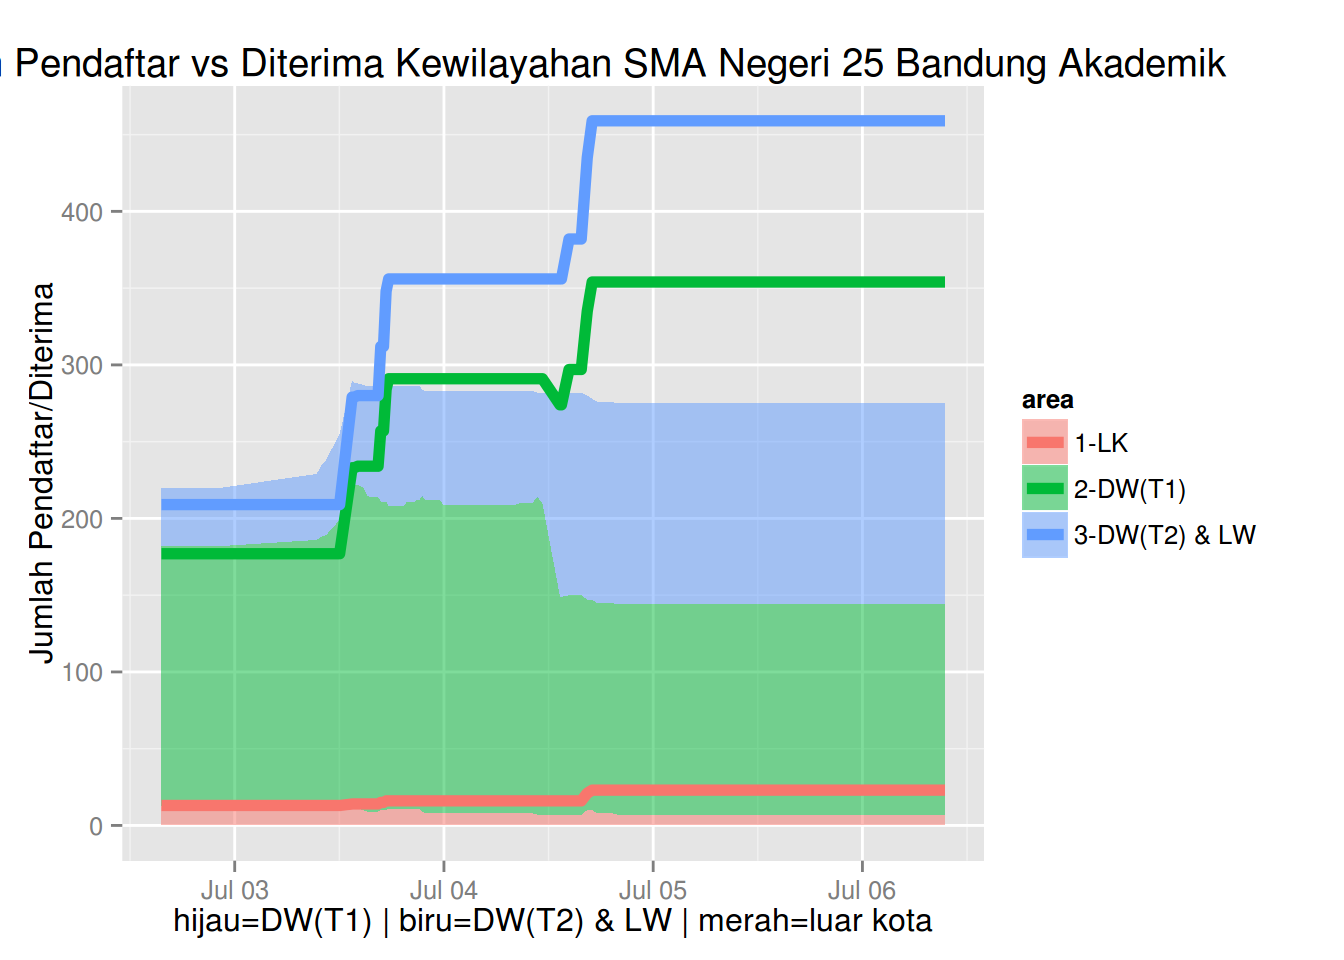 Pendaftar vs Diterima Kewilayahan SMA Negeri 25 Bandung Akademik
Jumlah Pendaftar/Diterima
400
300
200
100
0
Jul 03
Jul 04
Jul 05
Jul 06
hijau=DW(T1) | biru=DW(T2) & LW | merah=luar kota
area
1-LK
2-DW(T1)
3-DW(T2) & LW